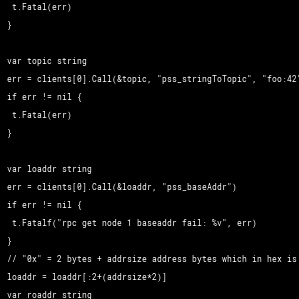 t.Fatal(err)
}
var topic string
err = clients[0].Call(&topic, "pss_stringToTopic", "foo:42"
if err != nil {
t.Fatal(err)
}
var loaddr string
err = clients[0].Call(&loaddr, "pss_baseAddr")
if err != nil {
t.Fatalf("rpc get node 1 baseaddr fail: %v", err)
}
// "0x" = 2 bytes + addrsize address bytes which in hex is
loaddr = loaddr[:2+(addrsize*2)]
var roaddr string